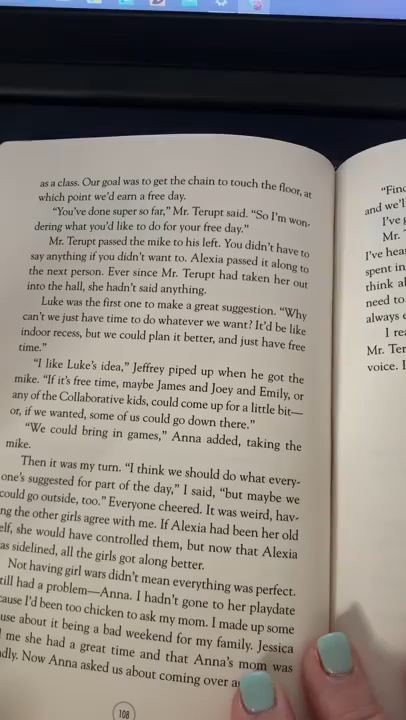 as a class. Our goal was to get the chain to touch the floor, at
which point we'd earn a free day.
"You've done super so far," Mr. Terupt said. "So I'm won-
dering what you'd like to do for your free day."
Mr. Terupt passed the mike to his left. You didn't have to
say anything if you didn't want to. Alexia passed it along to
the next person. Ever since Mr. Terupt had taken her out
into the hall, she hadn't said anything.
Luke was the first one to make a great suggestion. "Why
can't we just have time to do whatever we want? It'd be like
indoor recess, but we could plan it better, and just have free
time."
"I like Luke's idea," Jeffrey piped up when he got the
mike. "If it's free time, maybe James and Joey and Emily, or
any of the Collaborative kids, could come up for a little bit—
or, if we wanted, some of us could go down there."
"We could bring in games," Anna added, taking the
mike.
Then it was my turn. "I think we should do what every-
one's suggested for part of the day," I said, "but maybe we
could go outside, too." Everyone cheered. It was weird, hav-
ng the other girls agree with me. If Alexia had been her old
elf, she would have controlled them, but now that Alexia
as sidelined, all the girls got along better.
Not having girl wars didn't mean everything was perfect.
till had a problem—Anna. I hadn't gone to her playdate
cause I'd been too chicken to ask my mom. I made up some
use about it being a bad weekend for my family. Jessica
me she had a great time and that Anna's mom was
dly. Now Anna asked us about coming over a
108
"Find
and we'll
I've g
Mr. T
I've hea
spent in
think al
need to
always e
I rea
Mr. Ter
voice. I